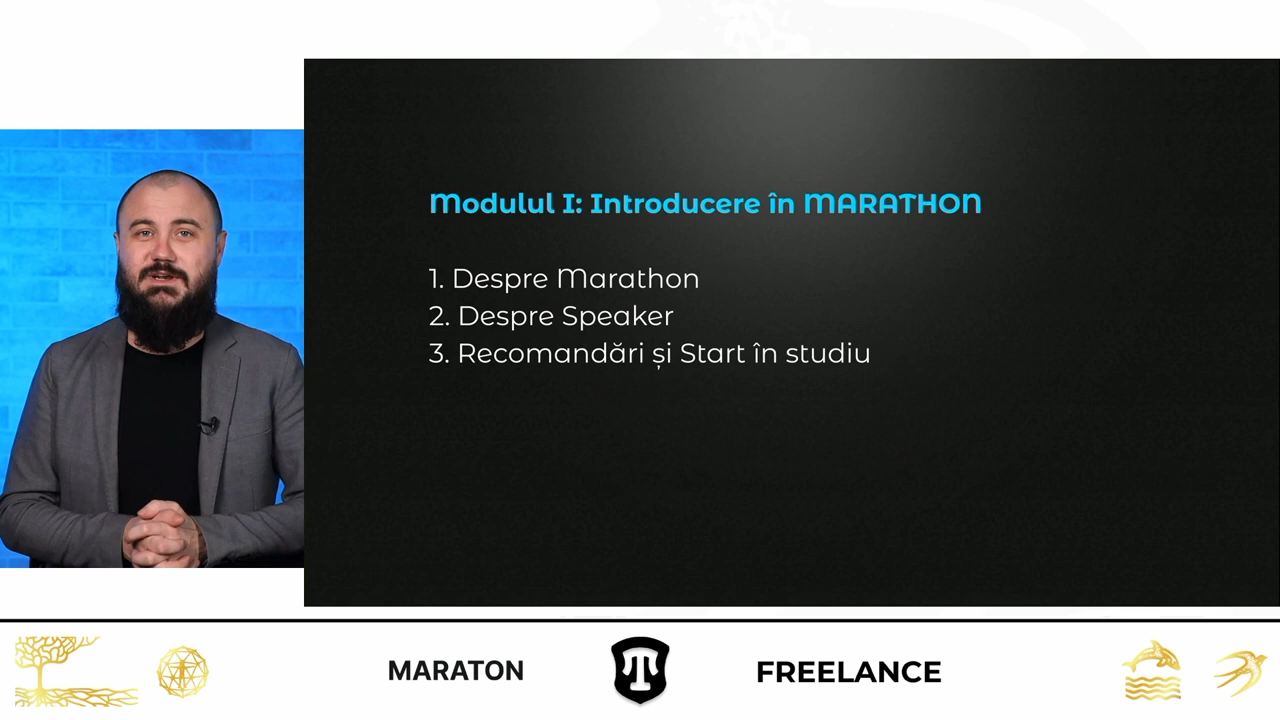 Modulul I: Introducere în MARATHON
1. Despre Marathon
2. Despre Speaker
3. Recomandări și Start în studiu
MARATON
FREELANCE